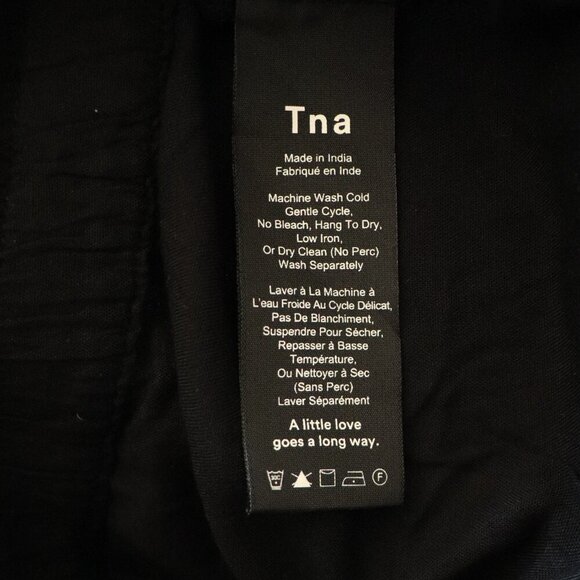 Tna
Made in India
Fabriqué en Inde
Machine Wash Cold
Gentle Cycle,
No Bleach, Hang To Dry,
Low Iron,
Or Dry Clean (No Perc)
Wash Separately
Laver à La Machine à
L'eau Froide Au Cycle Délicat,
Pas De Blanchiment,
Suspendre Pour Sécher,
Repasser à Basse
Température,
Ou Nettoyer à Sec
(Sans Perc)
Laver Séparément
A little love
goes a long way.
30C F